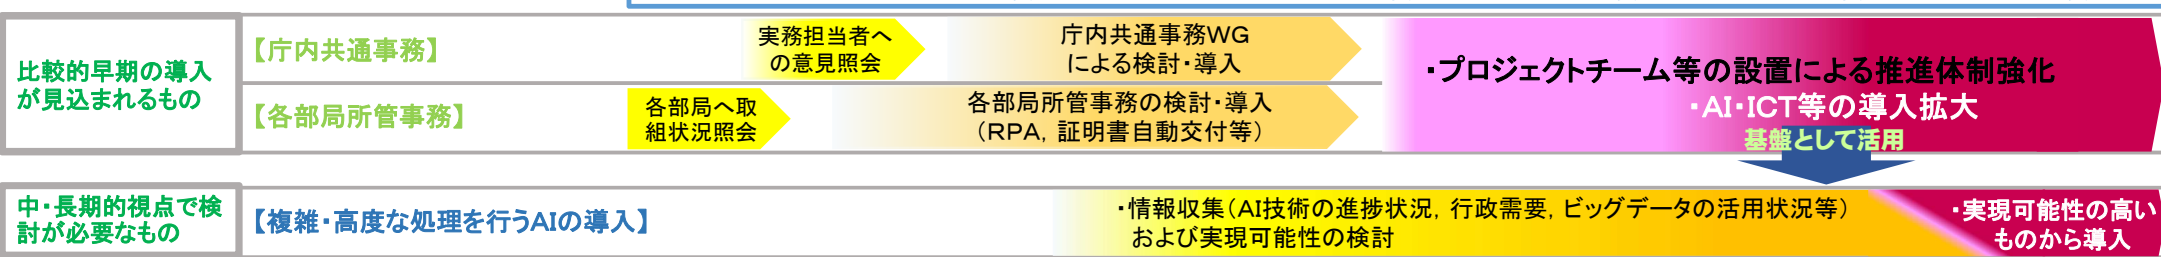 比較的早期の導入
が見込まれるもの
【庁内共通事務】
実務担当者へ
の意見照会
庁内共通事務WG
による検討・導入
【各部局所管事務】
各部局へ取
組状況照会
各部局所管事務の検討・導入
（RPA，証明書自動交付等）
・プロジェクトチーム等の設置による推進体制強化
・AI・ICT等の導入拡大
基盤として活用
中・長期的視点で検
討が必要なもの
【複雑・高度な処理を行うAIの導入】
・情報収集（AI技術の進捗状況，行政需要，ビッグデータの活用状況等）
および実現可能性の検討
・実現可能性の高い
ものから導入